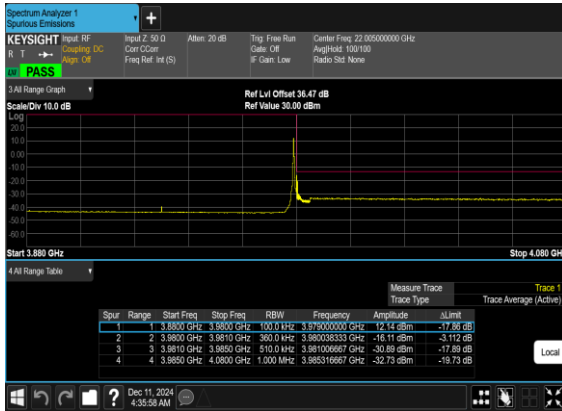 Spectrum Analyzer 1
Spurious Emissions
+
KEYSIGHT Input: RF Input Z: 50 Ω Atten: 20 dB Trig: Free Run Center Freq: 22.005000000 GHz
R T Coupling: DC Corr CCorr Gate: Off Avg|Hold: 100/100
Align: Off Freq Ref: Int (S) IF Gain: Low Radio Std: None
PASS
3 All Range Graph
Ref Lvl Offset 36.47 dB
Scale/Div 10.0 dB Ref Value 30.00 dBm
Log
20.0
10.0
0.00
-10.0
-20.0
-30.0
-40.0
-50.0
-60.0
Start 3.880 GHz Stop 4.080 GH
4 All Range Table
Measure Trace Trace 1
Trace Type Trace Average (Active)
Spur Range Start Freq Stop Freq RBW Frequency Amplitude ΔLimit
1 1 3.8800 GHz 3.9800 GHz 100.0 kHz 3.979000000 GHz 12.14 dBm -17.86 dB
2 2 3.9800 GHz 3.9810 GHz 360.0 kHz 3.980038333 GHz -16.11 dBm -3.112 dB
3 3 3.9810 GHz 3.9850 GHz 510.0 kHz 3.981006667 GHz -30.89 dBm -17.89 dB
4 4 3.9850 GHz 4.0800 GHz 1.000 MHz 3.985316667 GHz -32.73 dBm -19.73 dB
Local
? Dec 11, 2024
4:35:58 AM